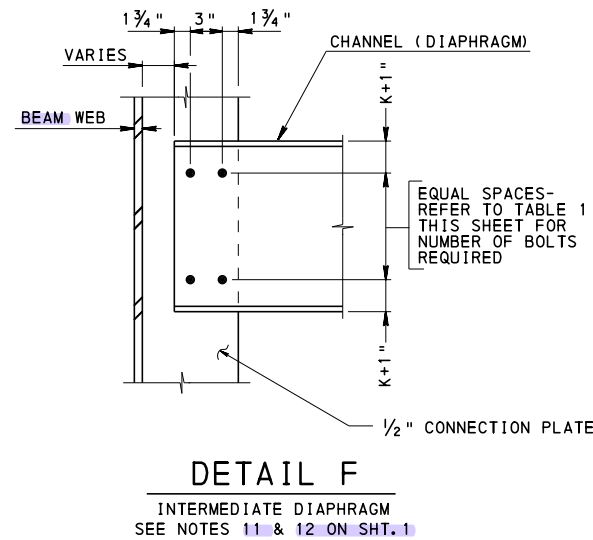 1 3/4" 3" 1 3/4"
VARIES
CHANNEL (DIAPHRAGM)
K+1"
BEAM WEB
EQUAL SPACES-
REFER TO TABLE 1
THIS SHEET FOR
NUMBER OF BOLTS
REQUIRED
K+1"
1/2" CONNECTION PLATE
DETAIL F
INTERMEDIATE DIAPHRAGM
SEE NOTES 11 & 12 ON SHT.1